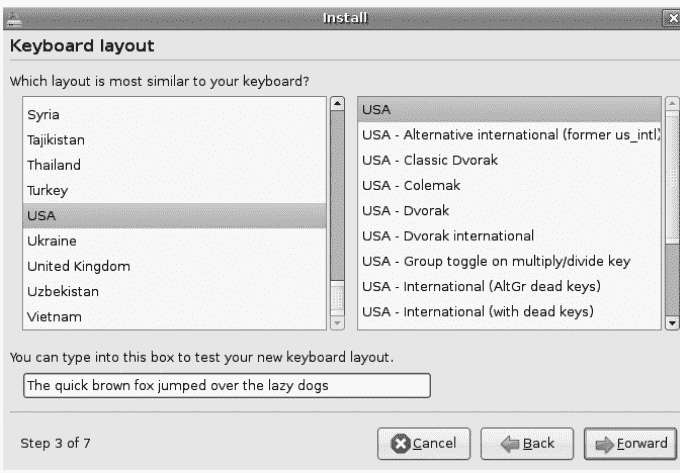 Install
Keyboard layout
Which layout is most similar to your keyboard?
Syria
Tajikistan
Thailand
Turkey
USA
Ukraine
United Kingdom
Uzbekistan
Vietnam
USA
USA - Alternative international (former us_intl)
USA - Classic Dvorak
USA - Colemak
USA - Dvorak
USA - Dvorak international
USA - Group toggle on multiply/divide key
USA - International (AltGr dead keys)
USA - International (with dead keys)
You can type into this box to test your new keyboard layout.
The quick brown fox jumped over the lazy dogs
Step 3 of 7
Cancel
Back
Forward